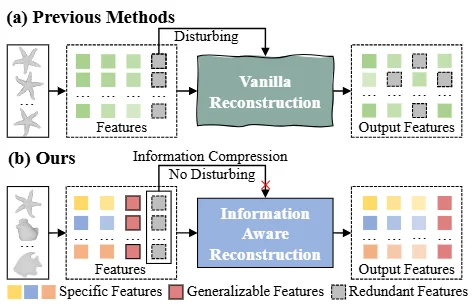 (a) Previous Methods
Disturbing
Vanilla
Reconstruction
...
...
...
Features
Output Features
(b) Ours
Information Compression
No Disturbing
Information
Aware
Reconstruction
...
...
...
Features
Output Features
Specific Features
Generalizable Features
Redundant Features